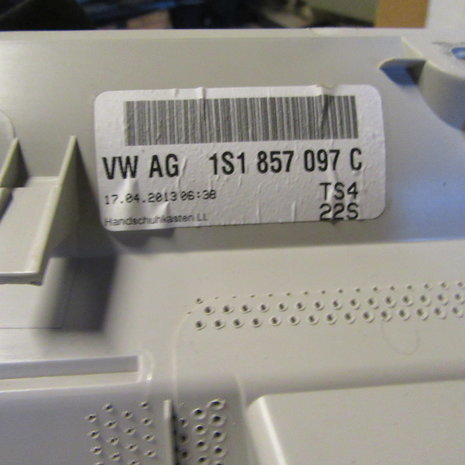 VW AG 1S1 857 097 C
17.04.2013 06:38 TS4
Handschuhkasten LL 22S